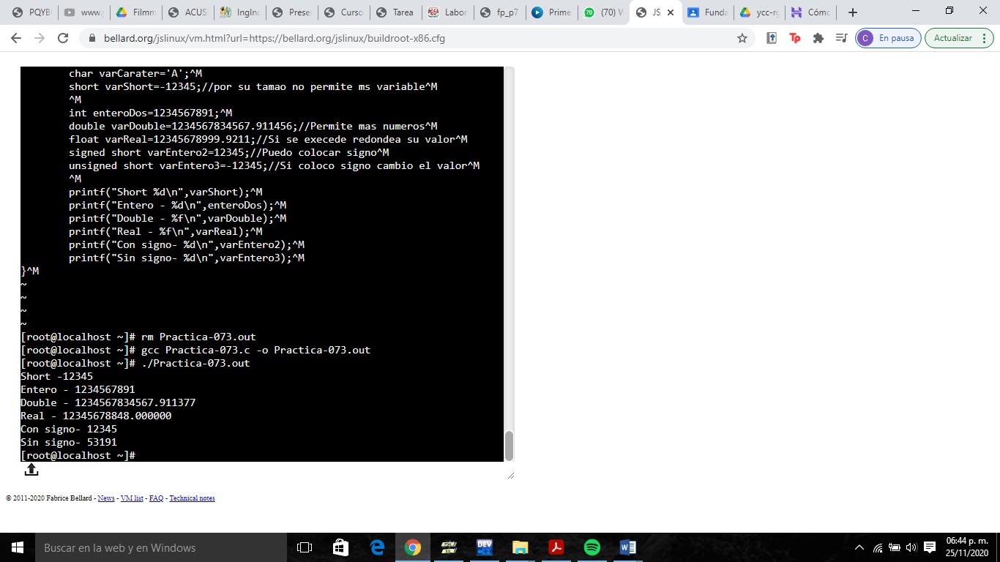 PQYB
www.
Filmm
ACUS
IngInc
Preser
Curso
Tarea
Labor
fp_p7
Prime
(70) W
JS
Funda
ycc-rg
Cómo
bellard.org/jslinux/vm.html?url=https://bellard.org/jslinux/buildroot-x86.cfg
C En pausa
Actualizar
char varCarater='A';^M
short varShort=-12345;//por su tamao no permite ms variable^M
^M
int enteroDos=1234567891;^M
double varDouble=1234567834567.911456;//Permite mas numeros^M
float varReal=12345678999.9211;//Si se execede redondea su valor^M
signed short varEntero2=12345;//Puedo colocar signo^M
unsigned short varEntero3=-12345;//Si coloco signo cambio el valor^M
^M
printf("Short %d\n",varShort);^M
printf("Entero - %d\n",enteroDos);^M
printf("Double - %f\n",varDouble);^M
printf("Real - %f\n",varReal);^M
printf("Con signo- %d\n",varEntero2);^M
printf("Sin signo- %d\n",varEntero3);^M
}^M
~
~
~
~
[root@localhost ~]# rm Practica-073.out
[root@localhost ~]# gcc Practica-073.c -o Practica-073.out
[root@localhost ~]# ./Practica-073.out
Short -12345
Entero - 1234567891
Double - 1234567834567.911377
Real - 12345678848.000000
Con signo- 12345
Sin signo- 53191
[root@localhost ~]#
© 2011-2020 Fabrice Bellard - News - VM list - FAQ - Technical notes
Buscar en la web y en Windows
DEV
06:44 p. m.
25/11/2020